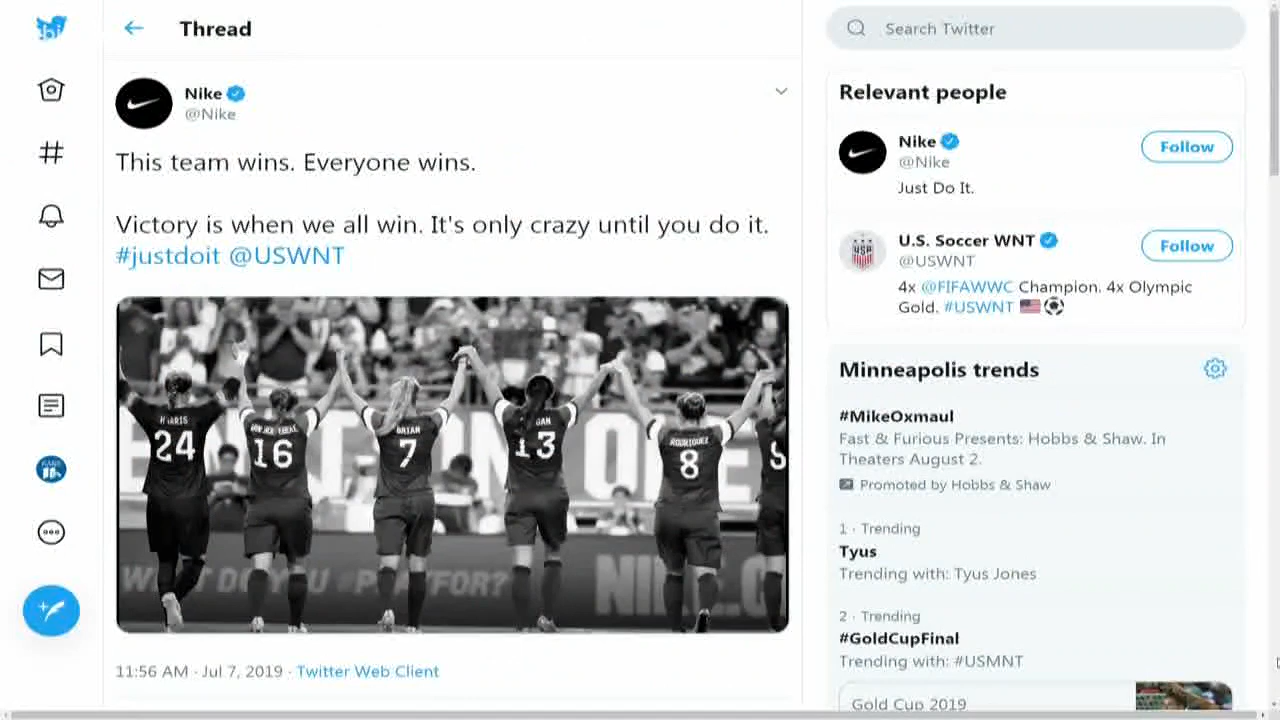 Thread
Search Twitter
Nike
@Nike
This team wins. Everyone wins.
Victory is when we all win. It's only crazy until you do it.
#justdoit @USWNT
HARRIS
24
16
BRIAN
7
13
RODRIGUEZ
8
NIKE.C
11:56 AM · Jul 7, 2019 · Twitter Web Client
Relevant people
Nike
@Nike
Follow
Just Do It.
U.S. Soccer WNT
@USWNT
Follow
4x @FIFAWWC Champion. 4x Olympic
Gold. #USWNT
Minneapolis trends
#MikeOxmaul
Fast & Furious Presents: Hobbs & Shaw. In
Theaters August 2.
Promoted by Hobbs & Shaw
1 · Trending
Tyus
Trending with: Tyus Jones
2 · Trending
#GoldCupFinal
Trending with: #USMNT
Gold Cup 2019